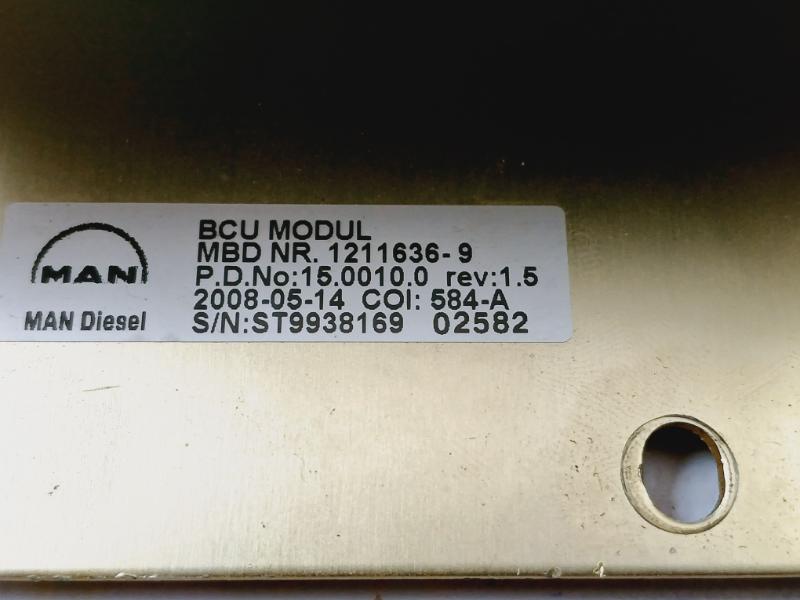 MAN
MAN Diesel
BCU MODUL
MBD NR. 1211636-9
P.D.No:15.0010.0 rev:1.5
2008-05-14 COI: 584-A
S/N:ST9938169 02582